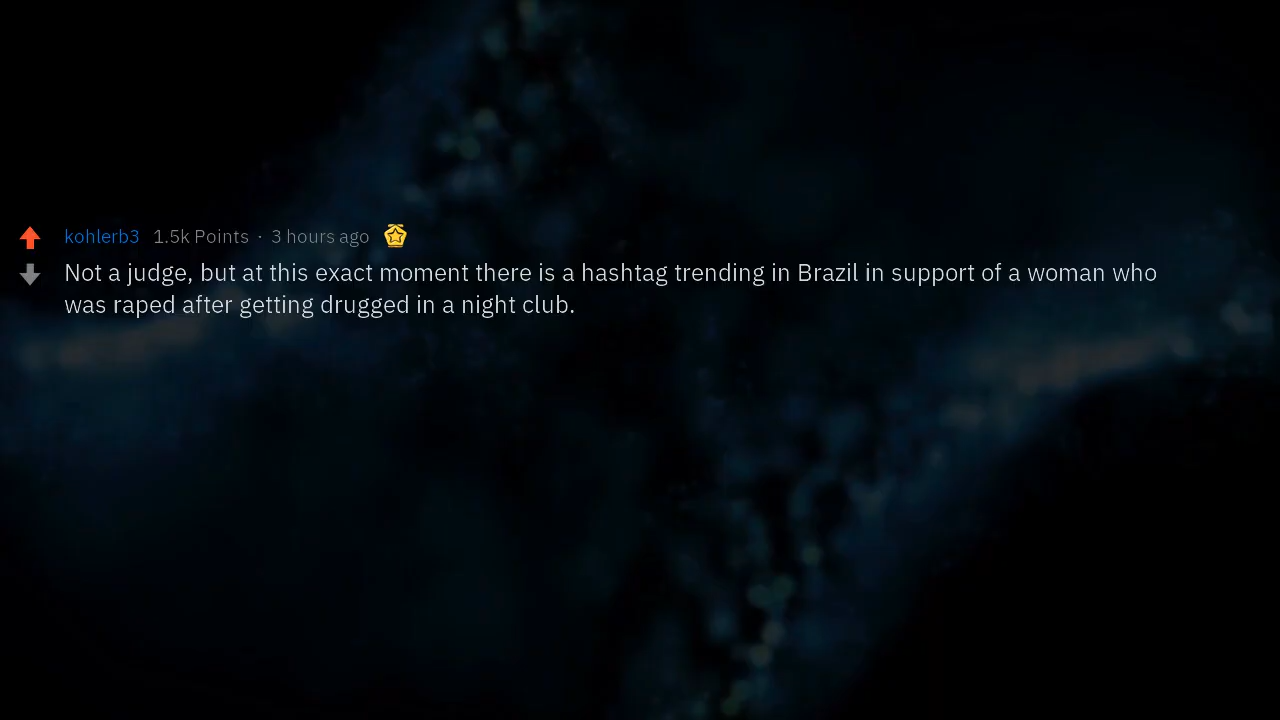 kohlerb3 1.5k Points · 3 hours ago
Not a judge, but at this exact moment there is a hashtag trending in Brazil in support of a woman who
was raped after getting drugged in a night club.